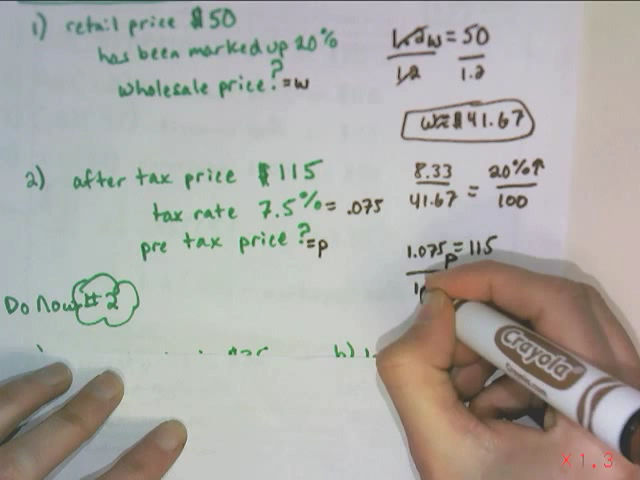 1) retail price $50
has been marked up 20%
wholesale price? = w
1.2w = 50
1.2 1.2
w ≈ $41.67
2) after tax price $115
tax rate 7.5% = .075
pre tax price? = p
8.33 = 20%↑
41.67 100
1.075p = 115
Do Now #2
b)
Crayola
X1.3